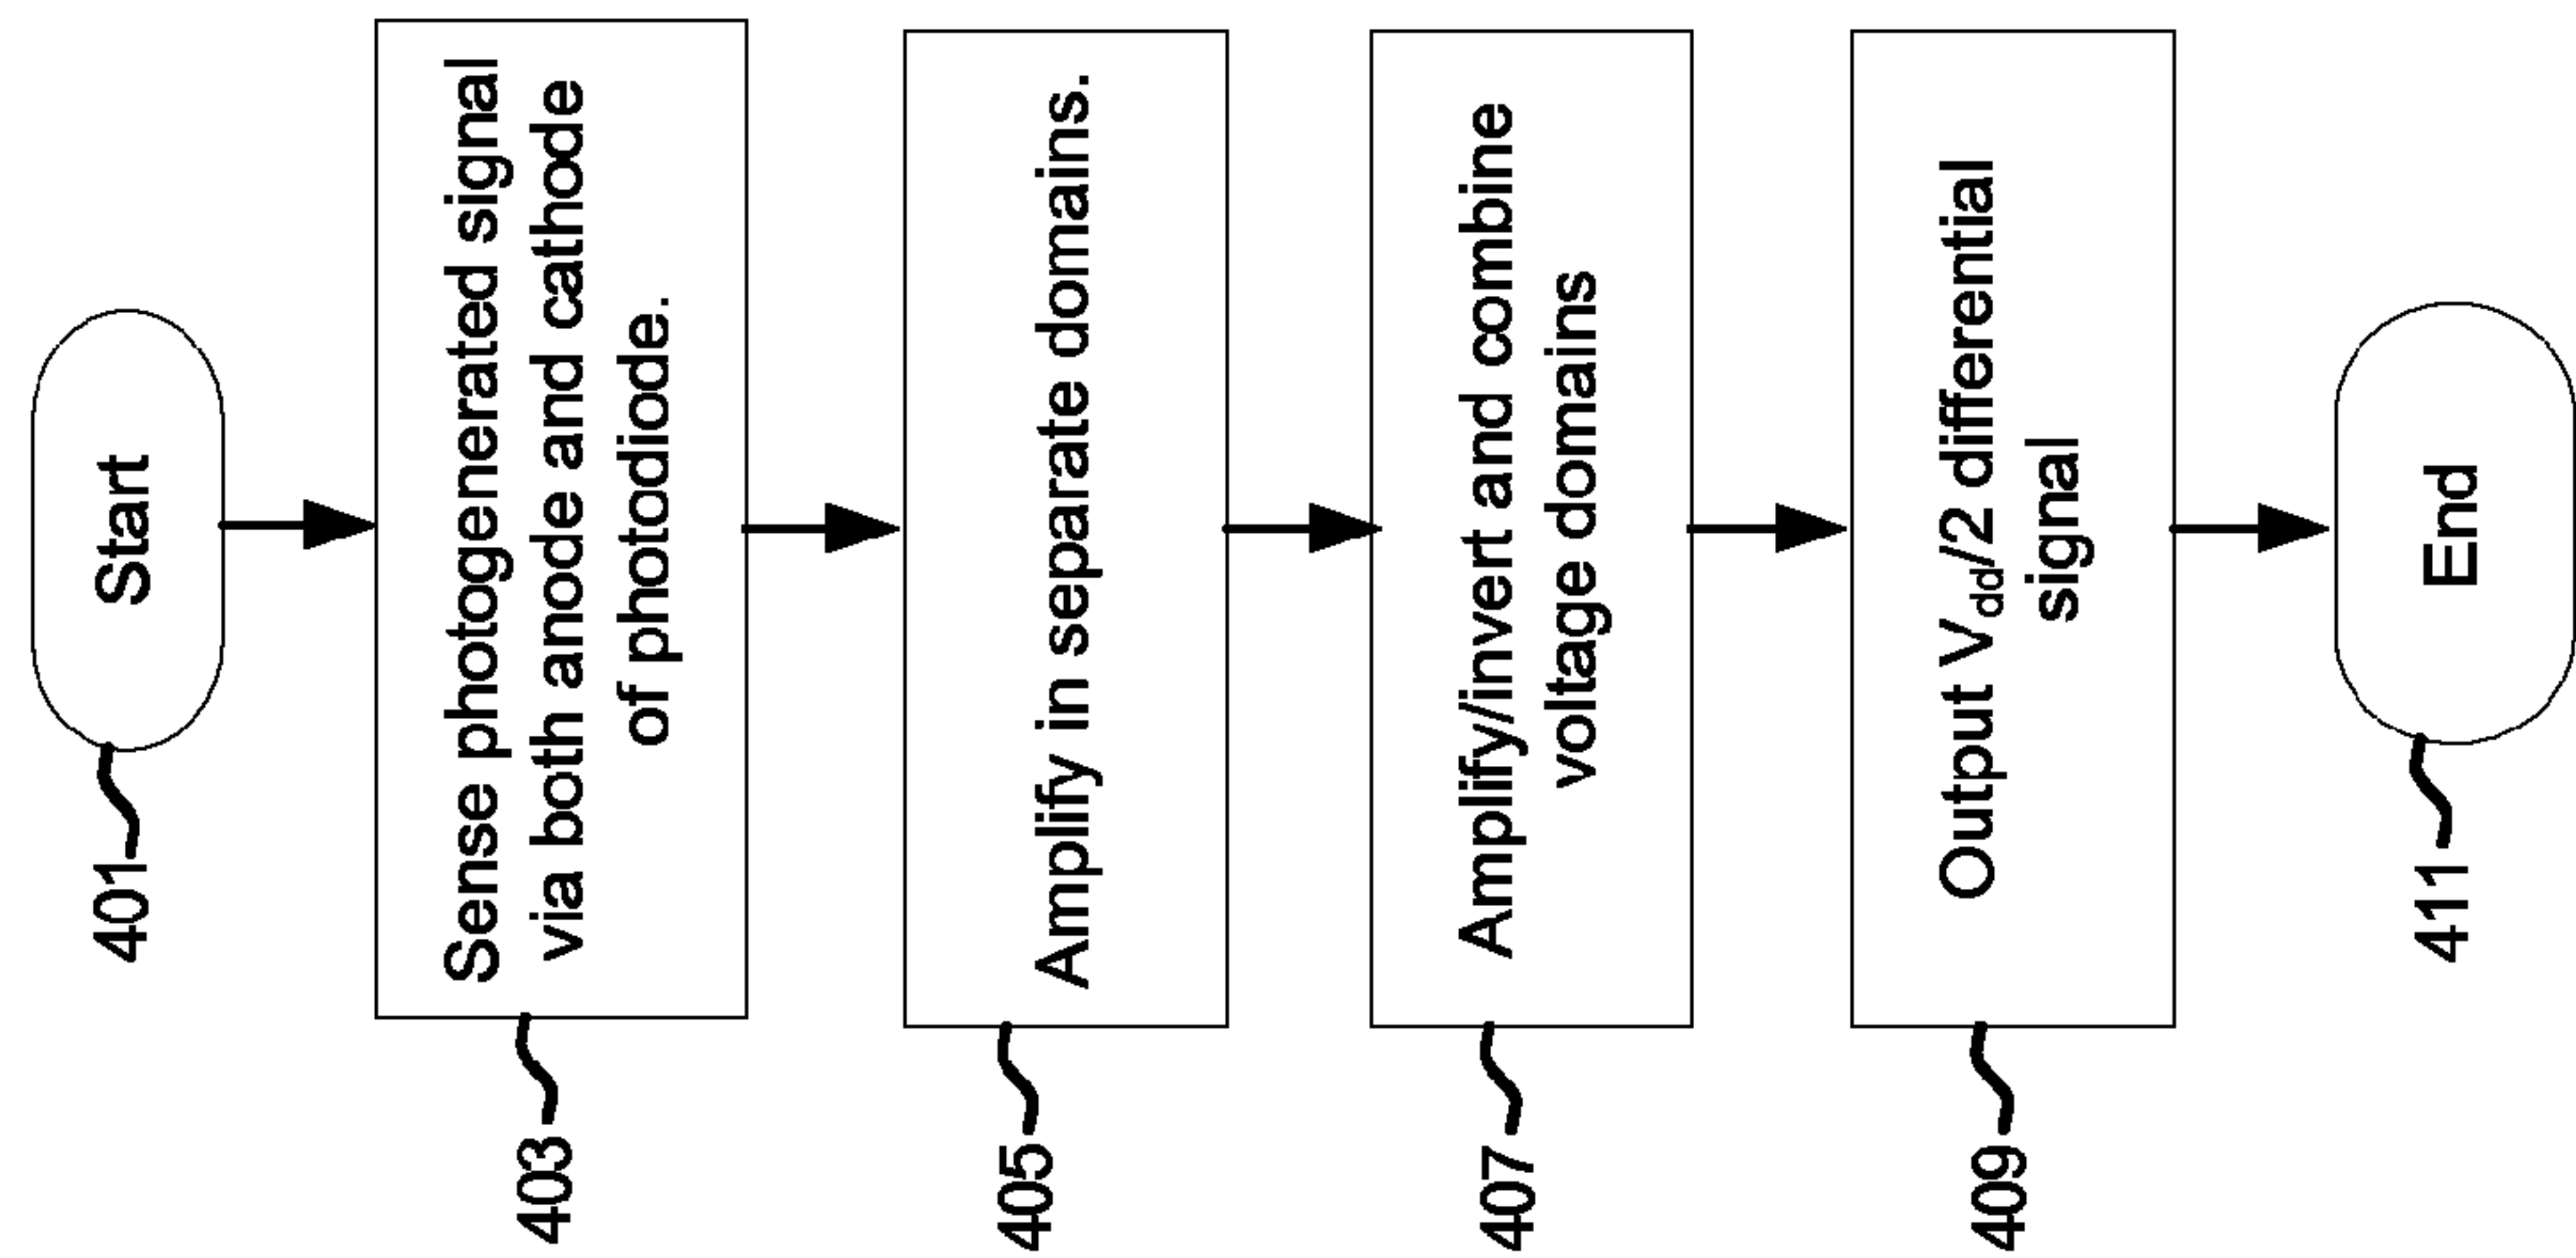 401
Start
403
Sense photogenerated signal
via both anode and cathode
of photodiode.
405
Amplify in separate domains.
407
Amplify/invert and combine
voltage domains
409
Output Vdd/2 differential
signal
411
End